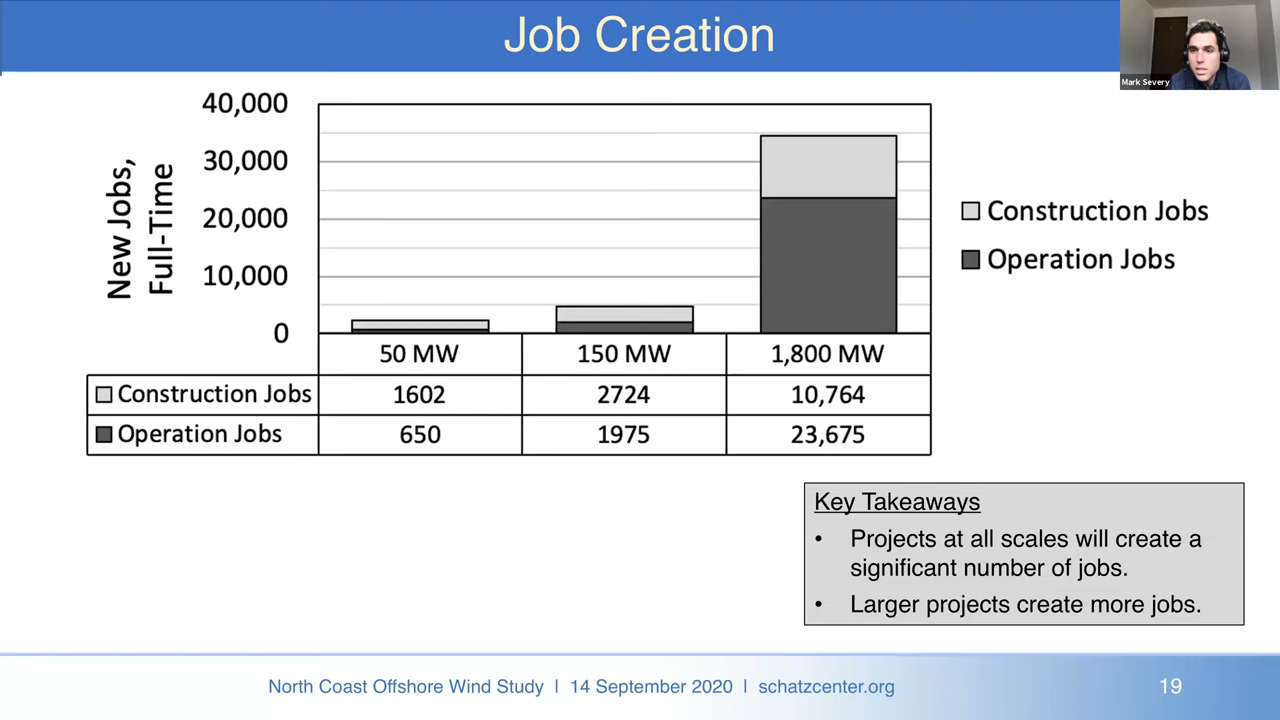 Job Creation
Mark Severy
New Jobs,
Full-Time
40,000
30,000
20,000
10,000
0
Construction Jobs
Operation Jobs
50 MW 150 MW 1,800 MW
Construction Jobs 1602 2724 10,764
Operation Jobs 650 1975 23,675
Key Takeaways
• Projects at all scales will create a
significant number of jobs.
• Larger projects create more jobs.
North Coast Offshore Wind Study | 14 September 2020 | schatzcenter.org 19